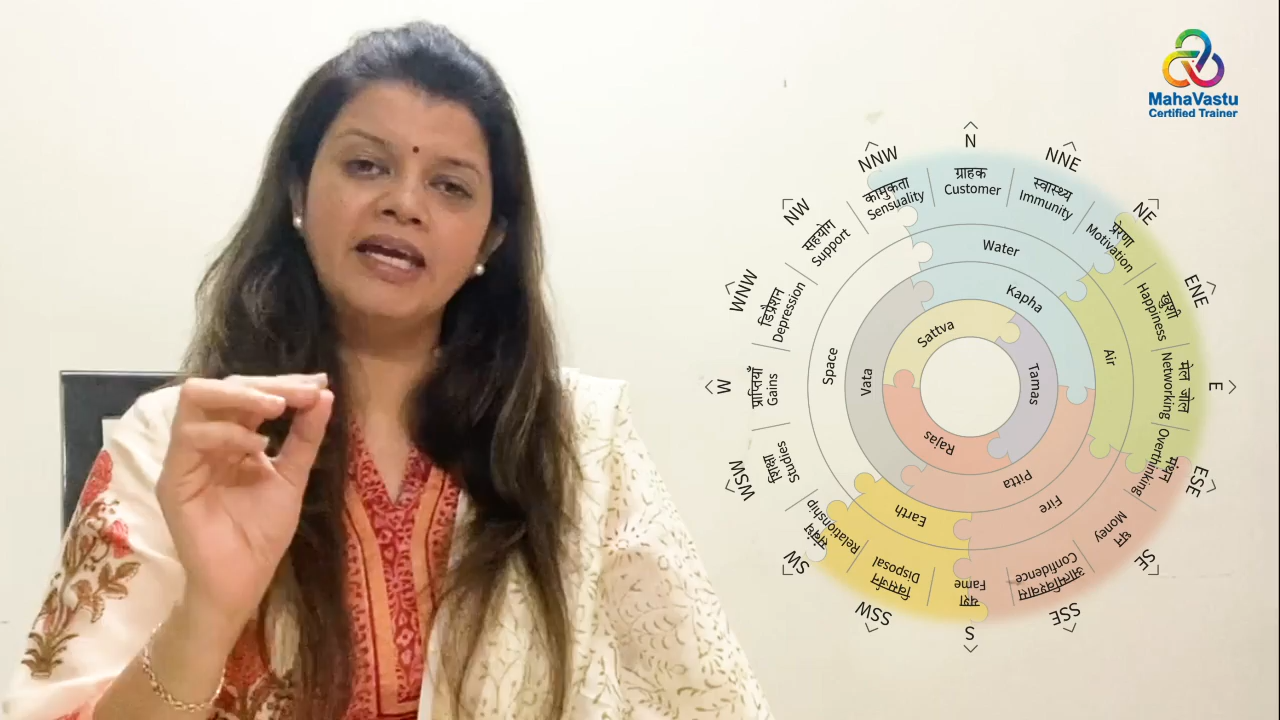 MahaVastu
Certified Trainer
N
ग्राहक
Customer
NNE
स्वास्थ्य
Immunity
NE
प्रेरणा
Motivation
ENE
खुशी
Happiness
E
मेल जोल
Networking
ESE
मंथन
Overthinking
SE
धन
Money
SSE
आत्मविश्वास
Confidence
S
यश
Fame
SSW
विसर्जन
Disposal
SW
संबंध
Relationship
WSW
शिक्षा
Studies
W
प्राप्तियाँ
Gains
WNW
डिप्रैशन
Depression
NW
सहयोग
Support
NNW
कामुकता
Sensuality
Water
Air
Fire
Earth
Space
Kapha
Pitta
Vata
Sattva
Tamas
Rajas